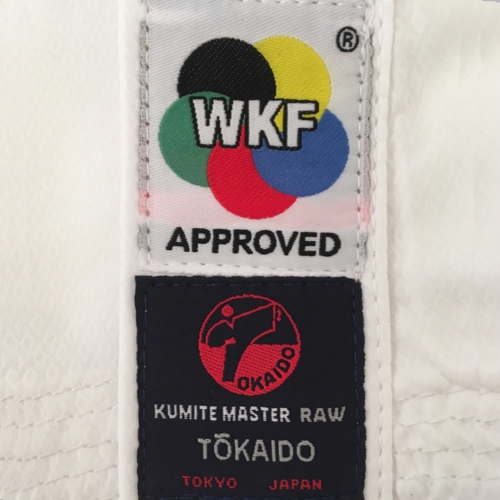 ®
WKF
APPROVED
TOKAIDO
KUMITE MASTER RAW
TŌKAIDO
TOKYO JAPAN